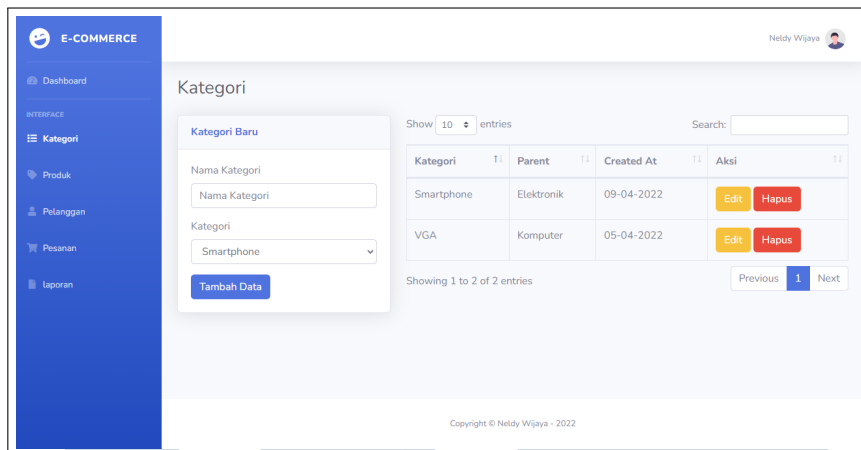 E-COMMERCE
Neldy Wijaya
Dashboard
INTERFACE
Kategori
Produk
Pelanggan
Pesanan
laporan
Kategori
Kategori Baru
Nama Kategori
Nama Kategori
Kategori
Smartphone
Tambah Data
Show 10 entries
Search:
Kategori Parent Created At Aksi
Smartphone Elektronik 09-04-2022 Edit Hapus
VGA Komputer 05-04-2022 Edit Hapus
Showing 1 to 2 of 2 entries
Previous 1 Next
Copyright © Neldy Wijaya - 2022